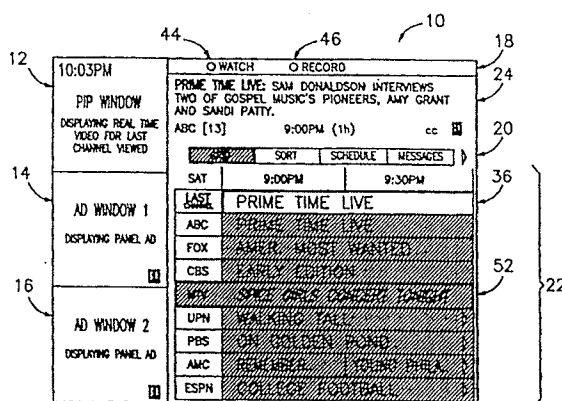 44
46
10
12
○ WATCH ○ RECORD
18
10:03PM
24
PRIME TIME LIVE: SAM DONALDSON INTERVIEWS
TWO OF GOSPEL MUSIC'S PIONEERS, AMY GRANT
AND SANDI PATTY.
PIP WINDOW
DISPLAYING REAL TIME
VIDEO FOR LAST
CHANNEL VIEWED
ABC [13] 9:00PM (1h) cc
20
SORT SCHEDULE MESSAGES
14
SAT 9:00PM 9:30PM
36
LAST CHANNEL PRIME TIME LIVE
AD WINDOW 1
DISPLAYING PANEL AD
ABC PRIME TIME LIVE
FOX AMER. MOST WANTED
CBS EARLY EDITION
52
22
16
SPICE GIRLS CONCERT TONIGHT
AD WINDOW 2
DISPLAYING PANEL AD
UPN WALKING TALL
PBS ON GOLDEN POND
AMC REMEMBER. YOUNG PHILA.
ESPN COLLEGE FOOTBALL